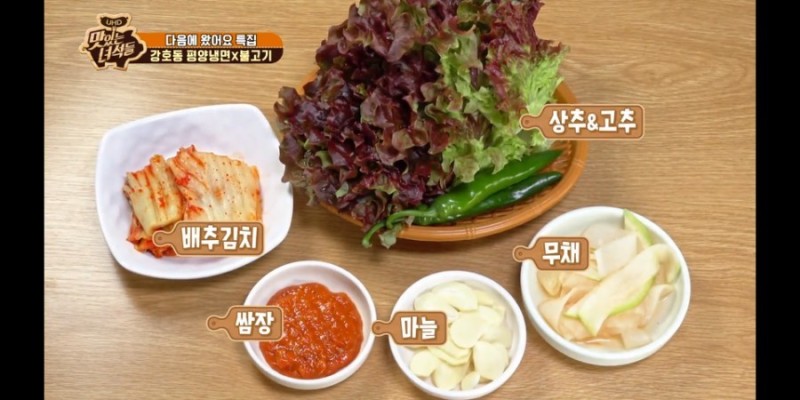 UHD
맛있는
녀석들
다음에 왔어요 특집
강호동 평양냉면X불고기
상추&고추
배추김치
무채
쌈장
마늘